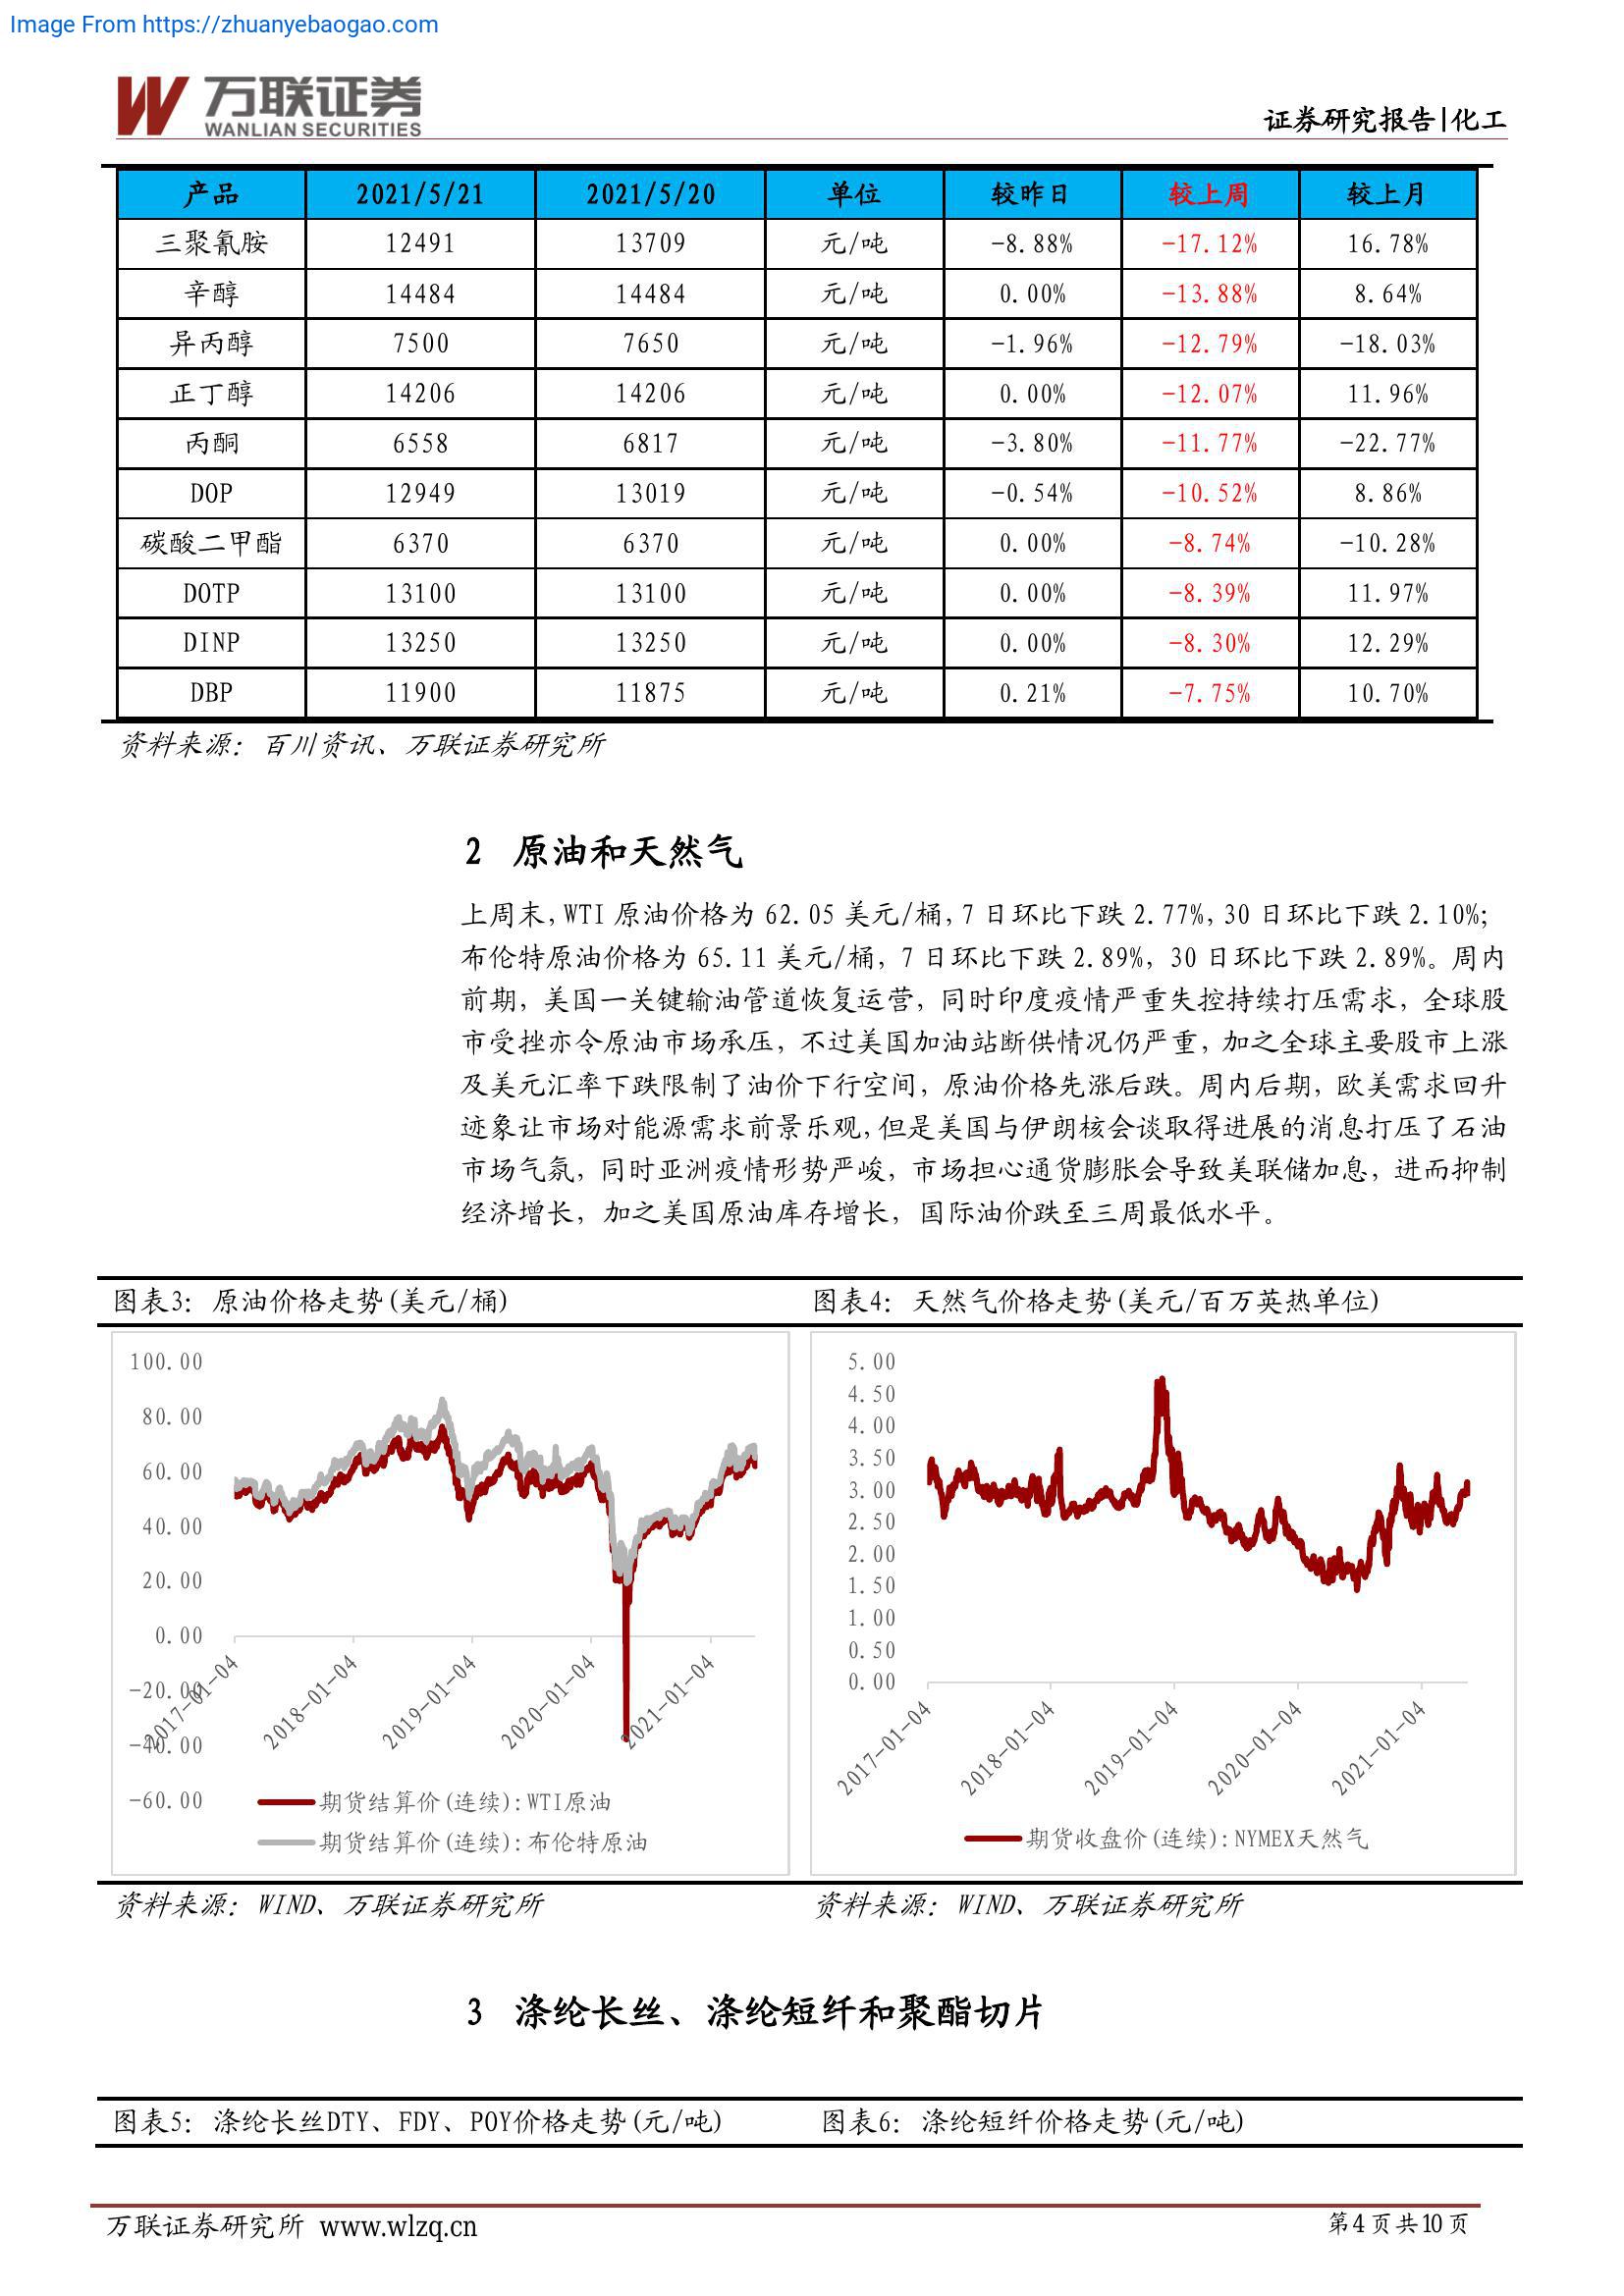 Image From https://zhuanyebaogao.com
万联证券
WANLIAN SECURITIES
证券研究报告|化工
产品 2021/5/21 2021/5/20 单位 较昨日 较上周 较上月
三聚氰胺 12491 13709 元/吨 -8.88% -17.12% 16.78%
辛醇 14484 14484 元/吨 0.00% -13.88% 8.64%
异丙醇 7500 7650 元/吨 -1.96% -12.79% -18.03%
正丁醇 14206 14206 元/吨 0.00% -12.07% 11.96%
丙酮 6558 6817 元/吨 -3.80% -11.77% -22.77%
DOP 12949 13019 元/吨 -0.54% -10.52% 8.86%
碳酸二甲酯 6370 6370 元/吨 0.00% -8.74% -10.28%
DOTP 13100 13100 元/吨 0.00% -8.39% 11.97%
DINP 13250 13250 元/吨 0.00% -8.30% 12.29%
DBP 11900 11875 元/吨 0.21% -7.75% 10.70%
资料来源：百川资讯、万联证券研究所
2 原油和天然气
上周末，WTI 原油价格为 62.05 美元/桶，7 日环比下跌 2.77%，30 日环比下跌 2.10%；
布伦特原油价格为 65.11 美元/桶，7 日环比下跌 2.89%，30 日环比下跌 2.89%。周内
前期，美国一关键输油管道恢复运营，同时印度疫情严重失控持续打压需求，全球股
市受挫亦令原油市场承压，不过美国加油站断供情况仍严重，加之全球主要股市上涨
及美元汇率下跌限制了油价下行空间，原油价格先涨后跌。周内后期，欧美需求回升
迹象让市场对能源需求前景乐观，但是美国与伊朗核会谈取得进展的消息打压了石油
市场气氛，同时亚洲疫情形势严峻，市场担心通货膨胀会导致美联储加息，进而抑制
经济增长，加之美国原油库存增长，国际油价跌至三周最低水平。
图表3：原油价格走势(美元/桶)
100.00
80.00
60.00
40.00
20.00
0.00
-20.00
-40.00
-60.00
2017-01-04
2018-01-04
2019-01-04
2020-01-04
2021-01-04
期货结算价(连续):WTI原油
期货结算价(连续):布伦特原油
资料来源：WIND、万联证券研究所
图表4：天然气价格走势(美元/百万英热单位)
5.00
4.50
4.00
3.50
3.00
2.50
2.00
1.50
1.00
0.50
0.00
2017-01-04
2018-01-04
2019-01-04
2020-01-04
2021-01-04
期货收盘价(连续):NYMEX天然气
资料来源：WIND、万联证券研究所
3 涤纶长丝、涤纶短纤和聚酯切片
图表5：涤纶长丝DTY、FDY、POY价格走势(元/吨)
图表6：涤纶短纤价格走势(元/吨)
万联证券研究所 www.wlzq.cn
第 4 页 共 10 页